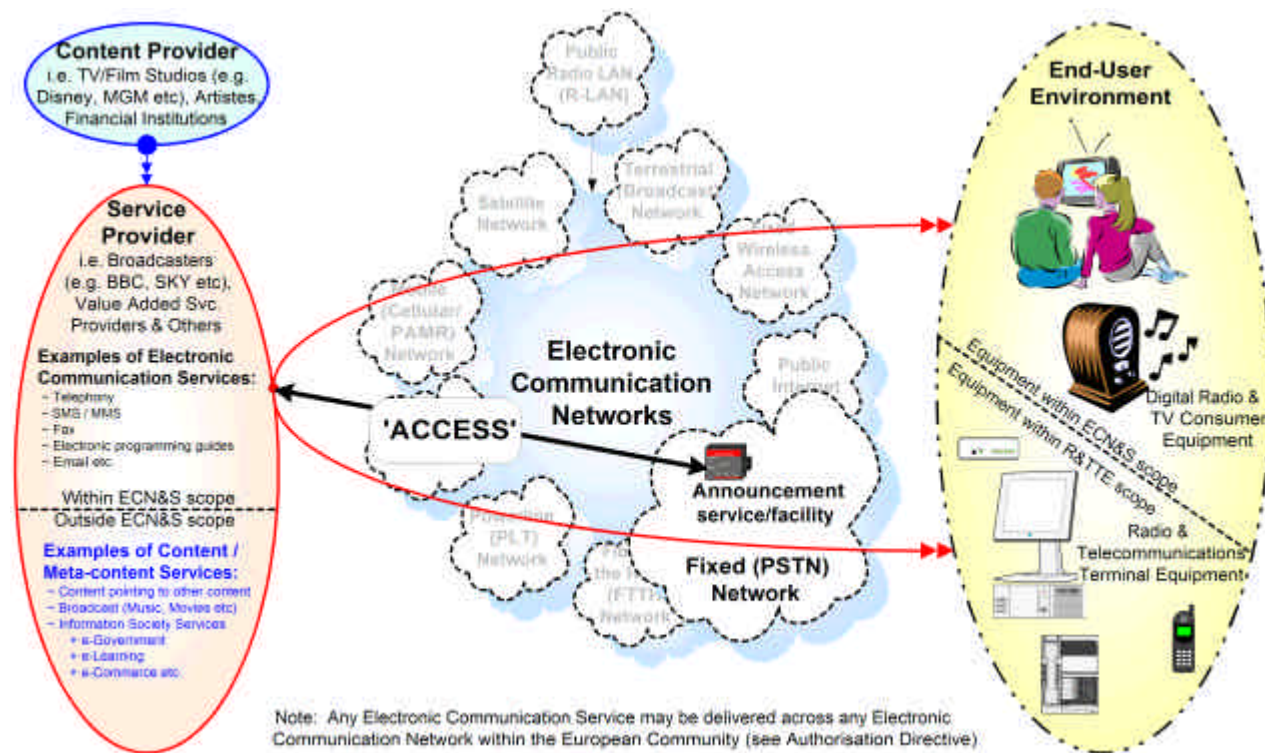 Content Provider
i.e. TV/Film Studios (e.g.
Disney, MGM etc), Artistes,
Financial Institutions
Service
Provider
i.e. Broadcasters
(e.g. BBC, SKY etc),
Value Added Svc.
Providers & Others
Examples of Electronic
Communication Services:
~ Telephony
~ SMS / MMS
~ Fax
~ Electronic programming guides
~ Email etc.
Within ECN&S scope
Outside ECN&S scope
Examples of Content /
Meta-content Services:
~ Content pointing to other content
~ Broadcast (Music, Movies etc)
~ Information Society Services
+ e-Government
+ e-Learning
+ e-Commerce etc.
Public
Radio LAN
(R-LAN)
Terrestrial
(Broadcast)
Network
Satellite
Network
Wireless
Access
Network
Mobile
(Cellular/
PAMR)
Network
Public
Internet
Electronic
Communication
Networks
'ACCESS'
Announcement
service/facility
Fixed (PSTN)
Network
Powerline
(PLT)
Network
(FTTH)
Network
End-User
Environment
Equipment within ECN&S scope
Equipment within R&TTE scope
Digital Radio &
TV Consumer
Equipment
Radio &
Telecommunications
Terminal Equipment
Note: Any Electronic Communication Service may be delivered across any Electronic
Communication Network within the European Community (see Authorisation Directive)